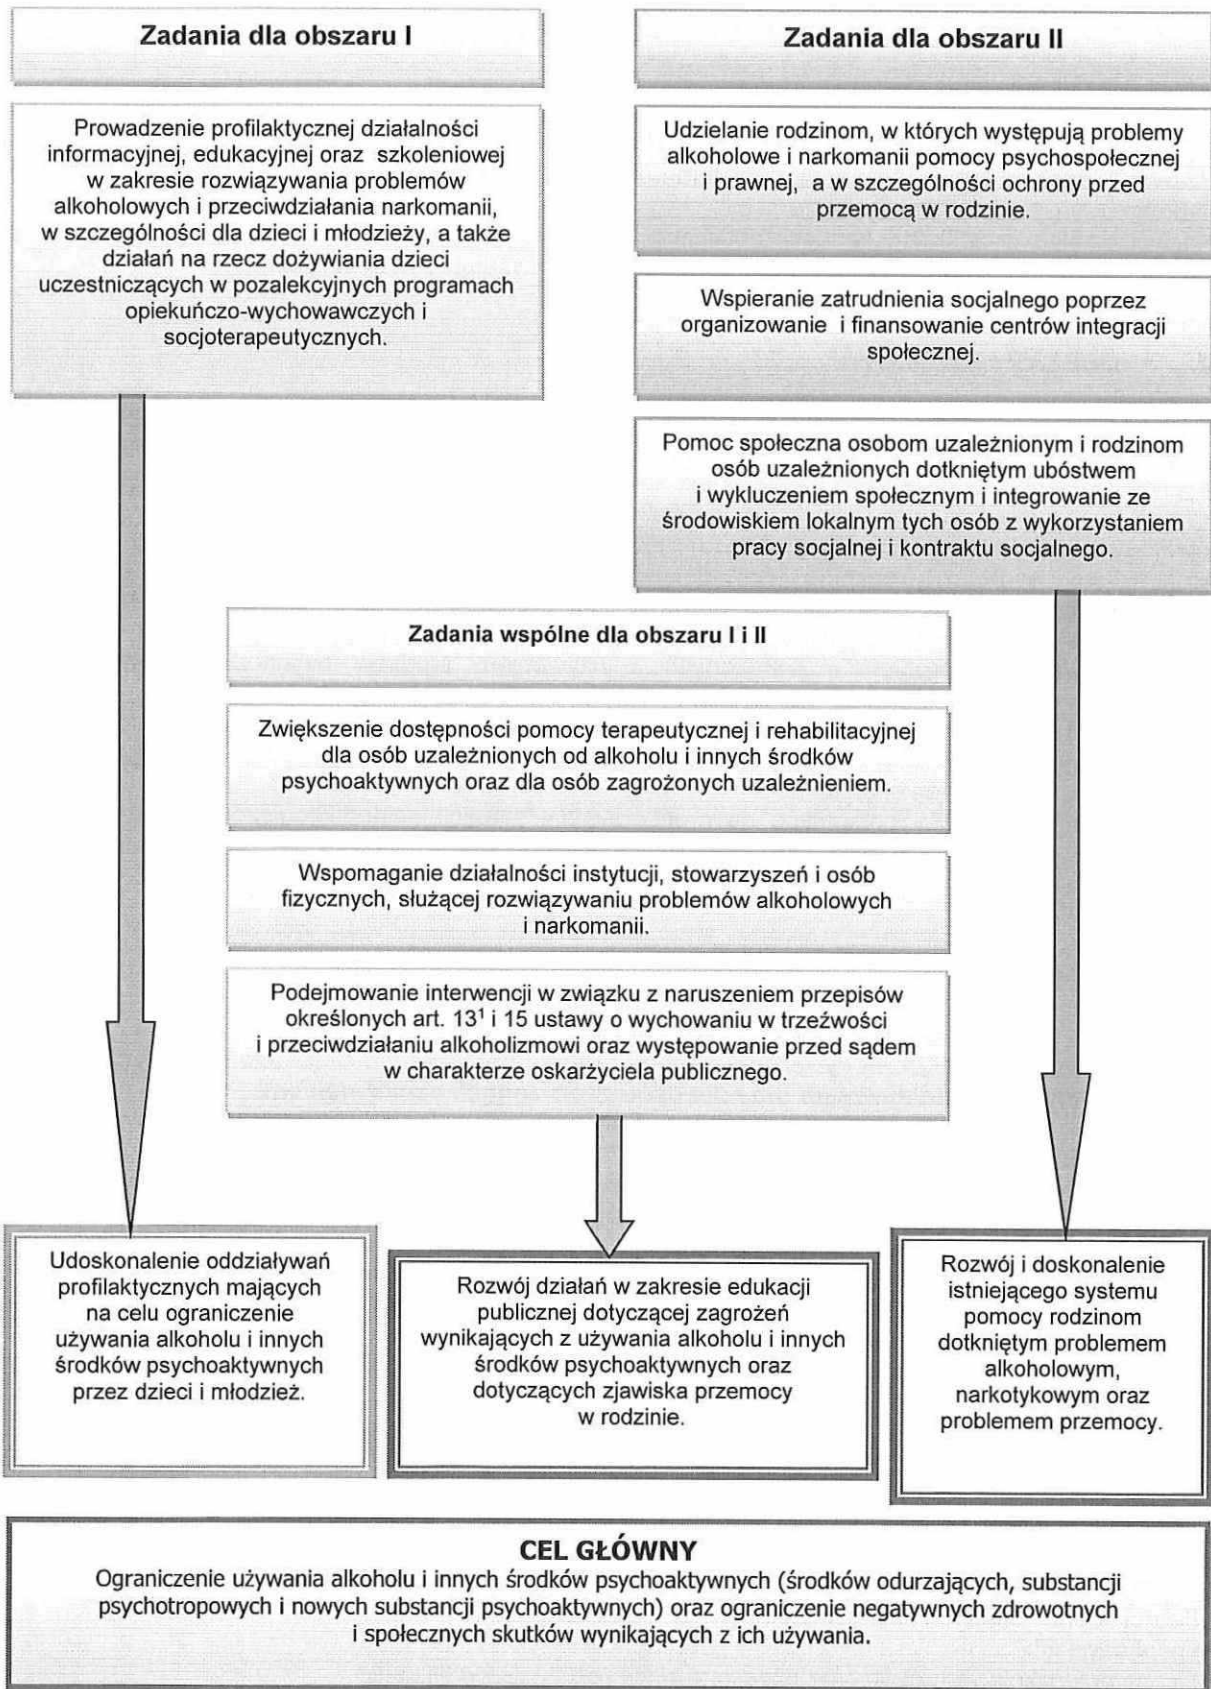 Zadania dla obszaru I
Prowadzenie profilaktycznej działalności
informacyjnej, edukacyjnej oraz szkoleniowej
w zakresie rozwiązywania problemów
alkoholowych i przeciwdziałania narkomanii,
w szczególności dla dzieci i młodzieży, a także
działań na rzecz dożywiania dzieci
uczestniczących w pozalekcyjnych programach
opiekuńczo-wychowawczych i
socjoterapeutycznych.
Zadania dla obszaru II
Udzielanie rodzinom, w których występują problemy
alkoholowe i narkomanii pomocy psychospołecznej
i prawnej, a w szczególności ochrony przed
przemocą w rodzinie.
Wspieranie zatrudnienia socjalnego poprzez
organizowanie i finansowanie centrów integracji
społecznej.
Pomoc społeczna osobom uzależnionym i rodzinom
osób uzależnionych dotkniętym ubóstwem
i wykluczeniem społecznym i integrowanie ze
środowiskiem lokalnym tych osób z wykorzystaniem
pracy socjalnej i kontraktu socjalnego.
Zadania wspólne dla obszaru I i II
Zwiększenie dostępności pomocy terapeutycznej i rehabilitacyjnej
dla osób uzależnionych od alkoholu i innych środków
psychoaktywnych oraz dla osób zagrożonych uzależnieniem.
Wspomaganie działalności instytucji, stowarzyszeń i osób
fizycznych, służącej rozwiązywaniu problemów alkoholowych
i narkomanii.
Podejmowanie interwencji w związku z naruszeniem przepisów
określonych art. 13¹ i 15 ustawy o wychowaniu w trzeźwości
i przeciwdziałaniu alkoholizmowi oraz występowanie przed sądem
w charakterze oskarżyciela publicznego.
Udoskonalenie oddziaływań
profilaktycznych mających
na celu ograniczenie
używania alkoholu i innych
środków psychoaktywnych
przez dzieci i młodzież.
Rozwój działań w zakresie edukacji
publicznej dotyczącej zagrożeń
wynikających z używania alkoholu i innych
środków psychoaktywnych oraz
dotyczących zjawiska przemocy
w rodzinie.
Rozwój i doskonalenie
istniejącego systemu
pomocy rodzinom
dotkniętym problemem
alkoholowym,
narkotykowym oraz
problemem przemocy.
CEL GŁÓWNY
Ograniczenie używania alkoholu i innych środków psychoaktywnych (środków odurzających, substancji
psychotropowych i nowych substancji psychoaktywnych) oraz ograniczenie negatywnych zdrowotnych
i społecznych skutków wynikających z ich używania.